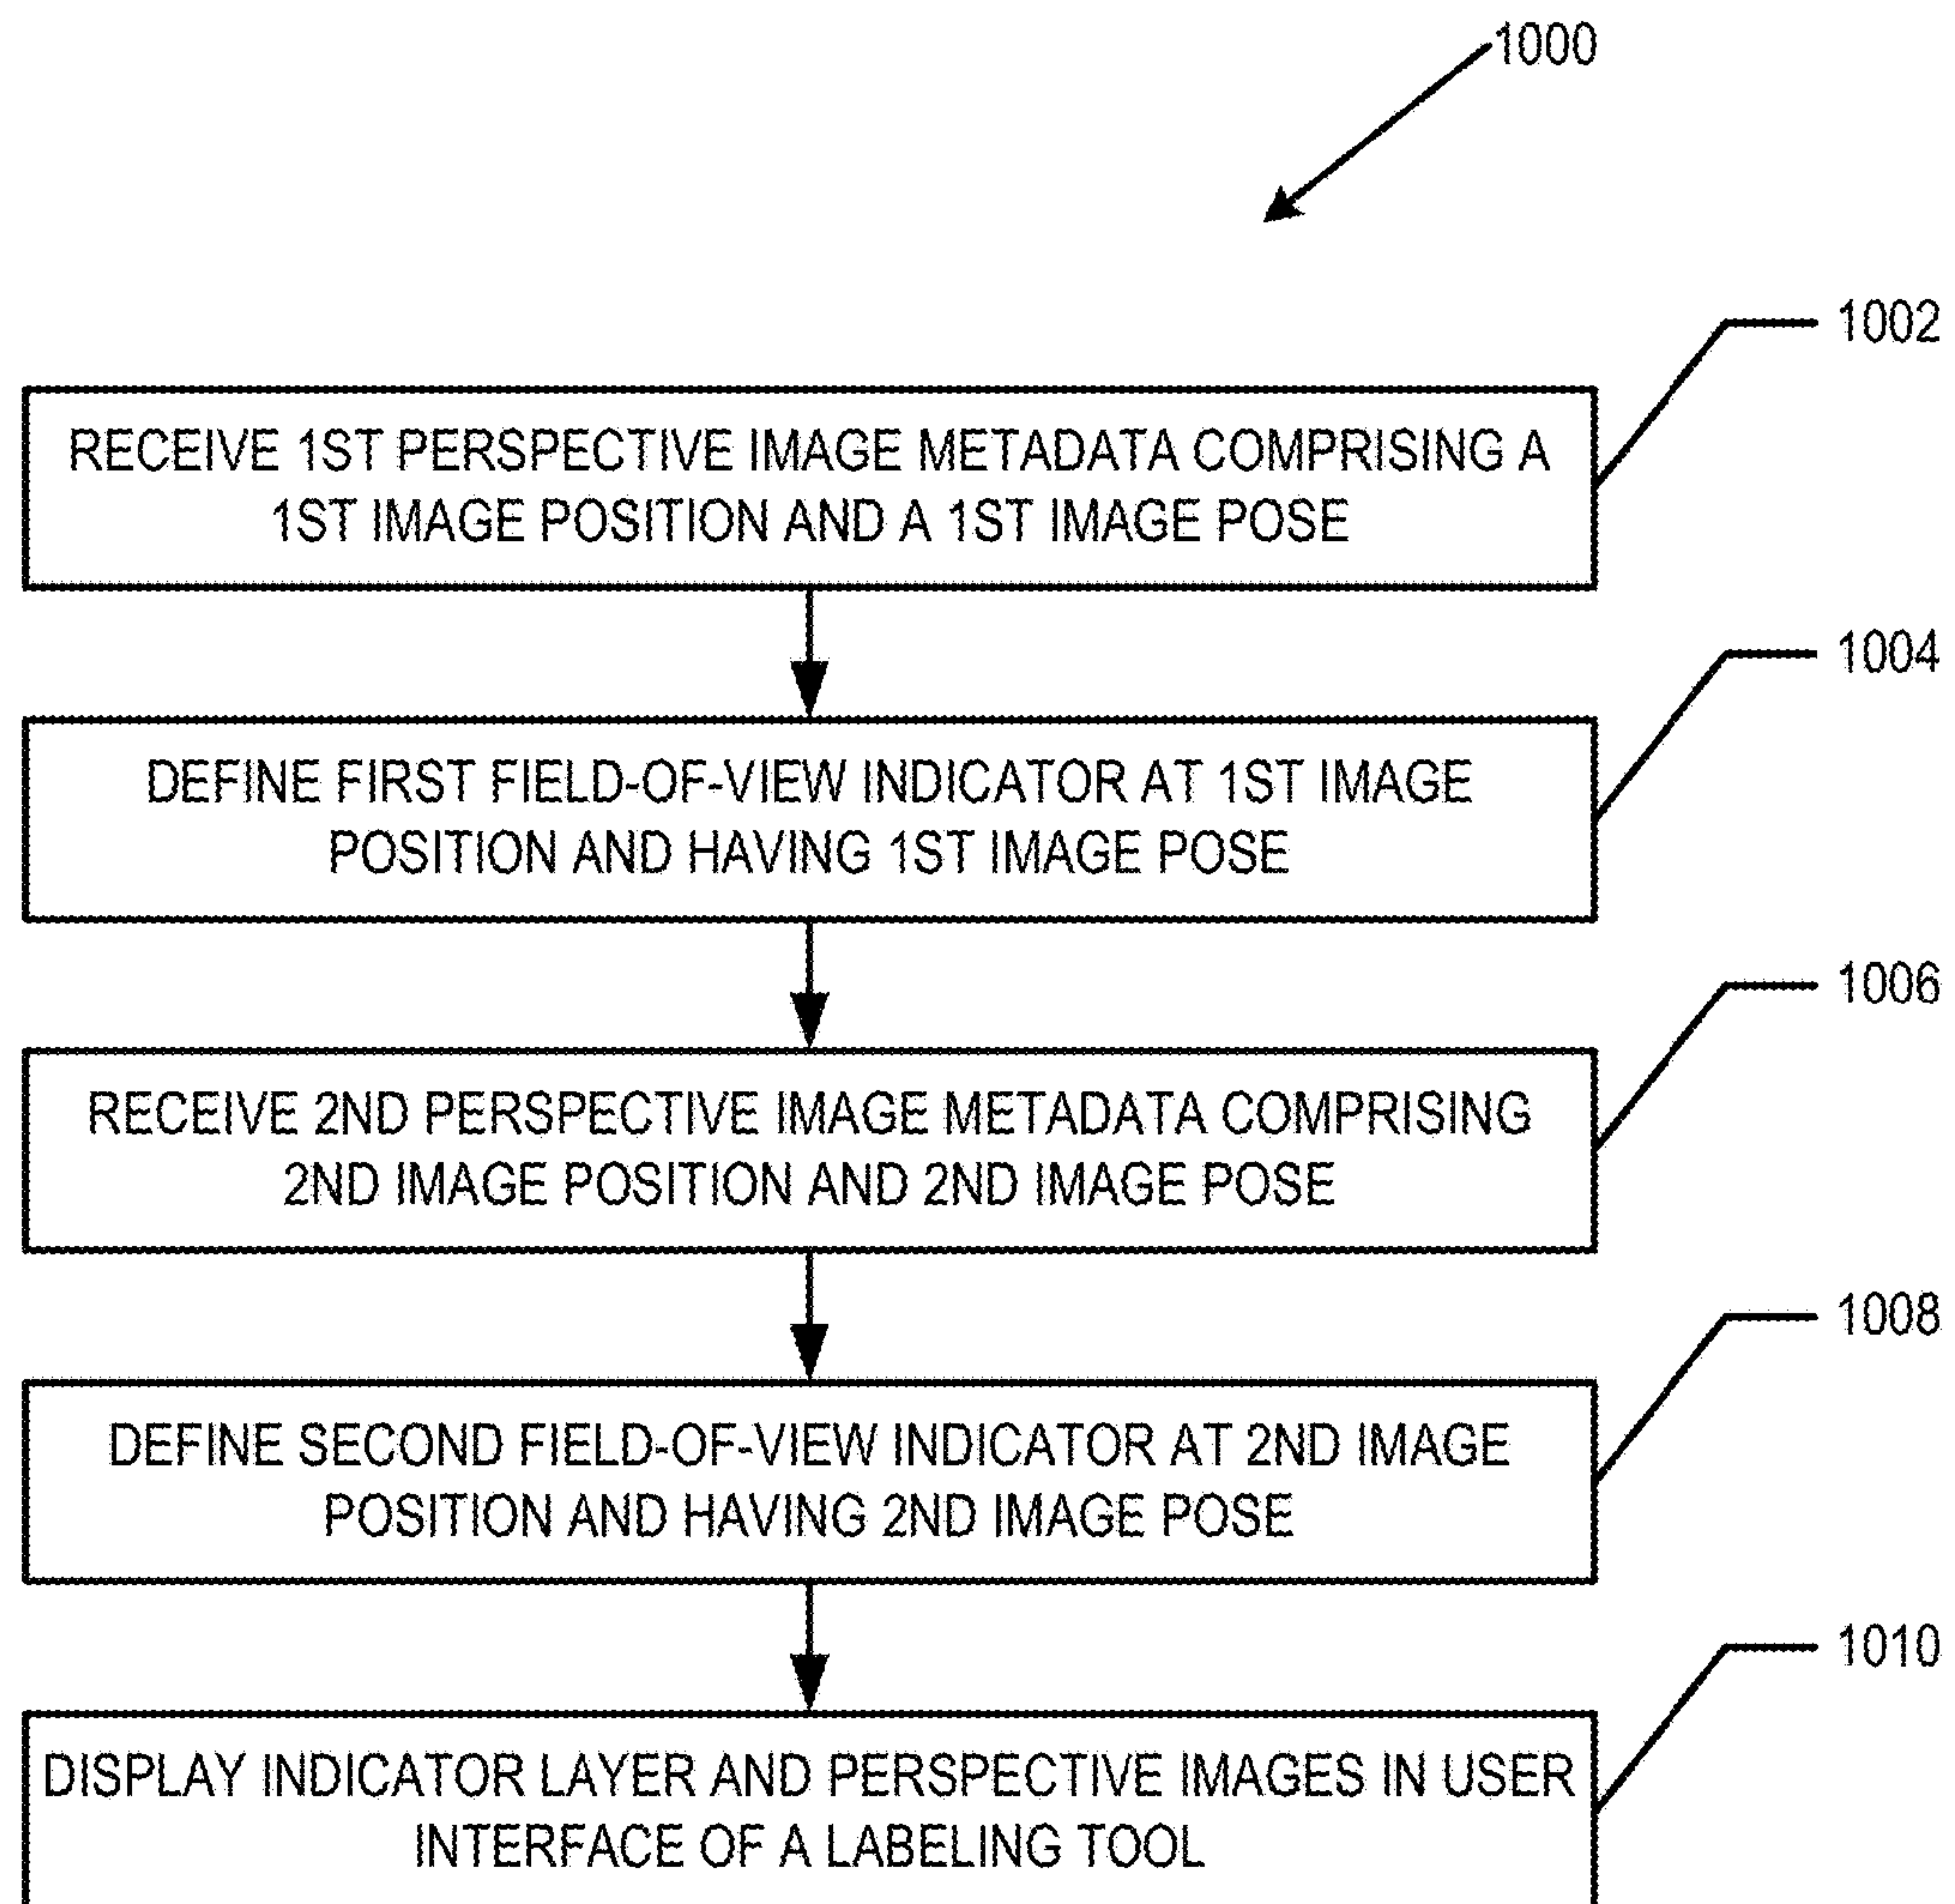 1000
1002
RECEIVE 1ST PERSPECTIVE IMAGE METADATA COMPRISING A
1ST IMAGE POSITION AND A 1ST IMAGE POSE
1004
DEFINE FIRST FIELD-OF-VIEW INDICATOR AT 1ST IMAGE
POSITION AND HAVING 1ST IMAGE POSE
1006
RECEIVE 2ND PERSPECTIVE IMAGE METADATA COMPRISING
2ND IMAGE POSITION AND 2ND IMAGE POSE
1008
DEFINE SECOND FIELD-OF-VIEW INDICATOR AT 2ND IMAGE
POSITION AND HAVING 2ND IMAGE POSE
1010
DISPLAY INDICATOR LAYER AND PERSPECTIVE IMAGES IN USER
INTERFACE OF A LABELING TOOL